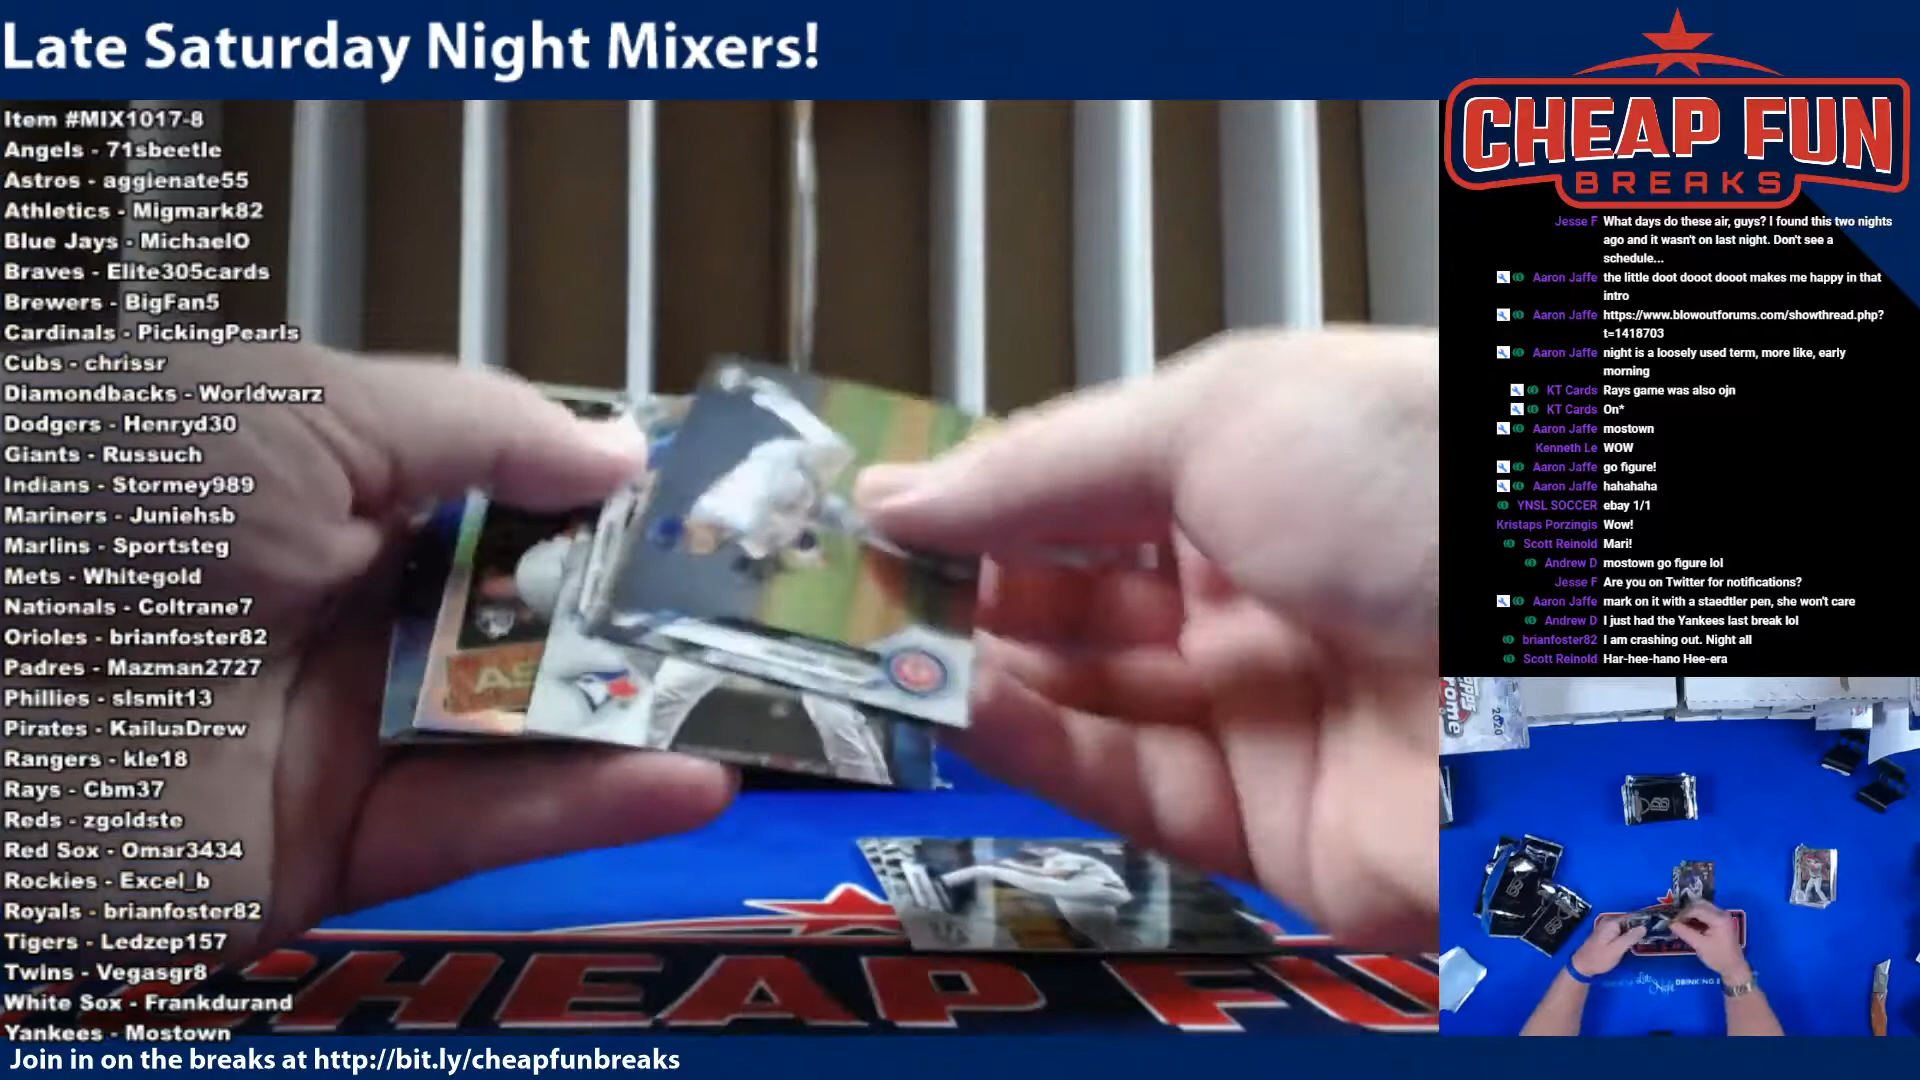 Late Saturday Night Mixers!
Item #MIX1017-8
Angels - 71sbeetle
Astros - aggienate55
Athletics - Migmark82
Blue Jays - MichaelO
Braves - Elite305cards
Brewers - BigFan5
Cardinals - PickingPearls
Cubs - chrissr
Diamondbacks - Worldwarz
Dodgers - Henryd30
Giants - Russuch
Indians - Stormey989
Mariners - Juniehsb
Marlins - Sportsteg
Mets - Whitegold
Nationals - Coltrane7
Orioles - brianfoster82
Padres - Mazman2727
Phillies - slsmit13
Pirates - KailuaDrew
Rangers - kle18
Rays - Cbm37
Reds - zgoldste
Red Sox - Omar3434
Rockies - Excel_b
Royals - brianfoster82
Tigers - Ledzep157
Twins - Vegasgr8
White Sox - Frankdurand
Yankees - Mostown
Join in on the breaks at http://bit.ly/cheapfunbreaks
AS
CHEAP FU
CHEAP FUN
BREAKS
Jesse F What days do these air, guys? I found this two nights
ago and it wasn't on last night. Don't see a
schedule...
Aaron Jaffe the little doot dooot dooot makes me happy in that
intro
Aaron Jaffe https://www.blowoutforums.com/showthread.php?
t=1418703
Aaron Jaffe night is a loosely used term, more like, early
morning
KT Cards Rays game was also ojn
KT Cards On*
Aaron Jaffe mostown
Kenneth Le WOW
Aaron Jaffe go figure!
Aaron Jaffe hahahaha
YNSL SOCCER ebay 1/1
Kristaps Porzingis Wow!
Scott Reinold Mari!
Andrew D mostown go figure lol
Jesse F Are you on Twitter for notifications?
Aaron Jaffe mark on it with a staedtler pen, she won't care
Andrew D I just had the Yankees last break lol
brianfoster82 I am crashing out. Night all
Scott Reinold Har-hee-hano Hee-era
2020